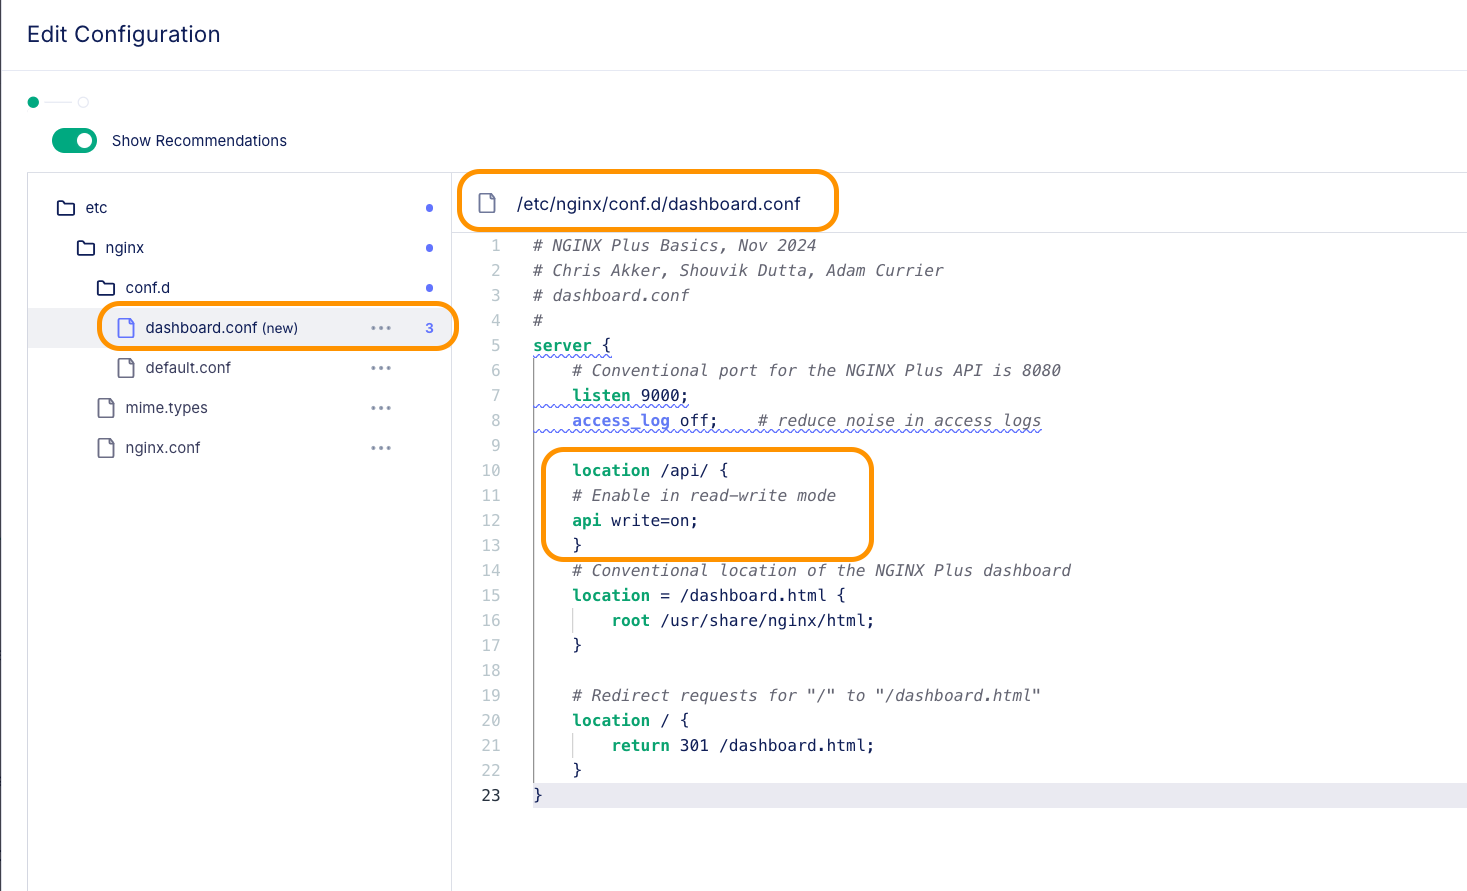 Edit Configuration
Show Recommendations
etc
nginx
conf.d
dashboard.conf (new) ••• 3
default.conf •••
mime.types •••
nginx.conf •••
/etc/nginx/conf.d/dashboard.conf
1 # NGINX Plus Basics, Nov 2024
2 # Chris Akker, Shouvik Dutta, Adam Currier
3 # dashboard.conf
4 #
5 server {
6 # Conventional port for the NGINX Plus API is 8080
7 listen 9000;
8 access_log off; # reduce noise in access logs
9
10 location /api/ {
11 # Enable in read-write mode
12 api write=on;
13 }
14 # Conventional location of the NGINX Plus dashboard
15 location = /dashboard.html {
16 root /usr/share/nginx/html;
17 }
18
19 # Redirect requests for "/" to "/dashboard.html"
20 location / {
21 return 301 /dashboard.html;
22 }
23 }